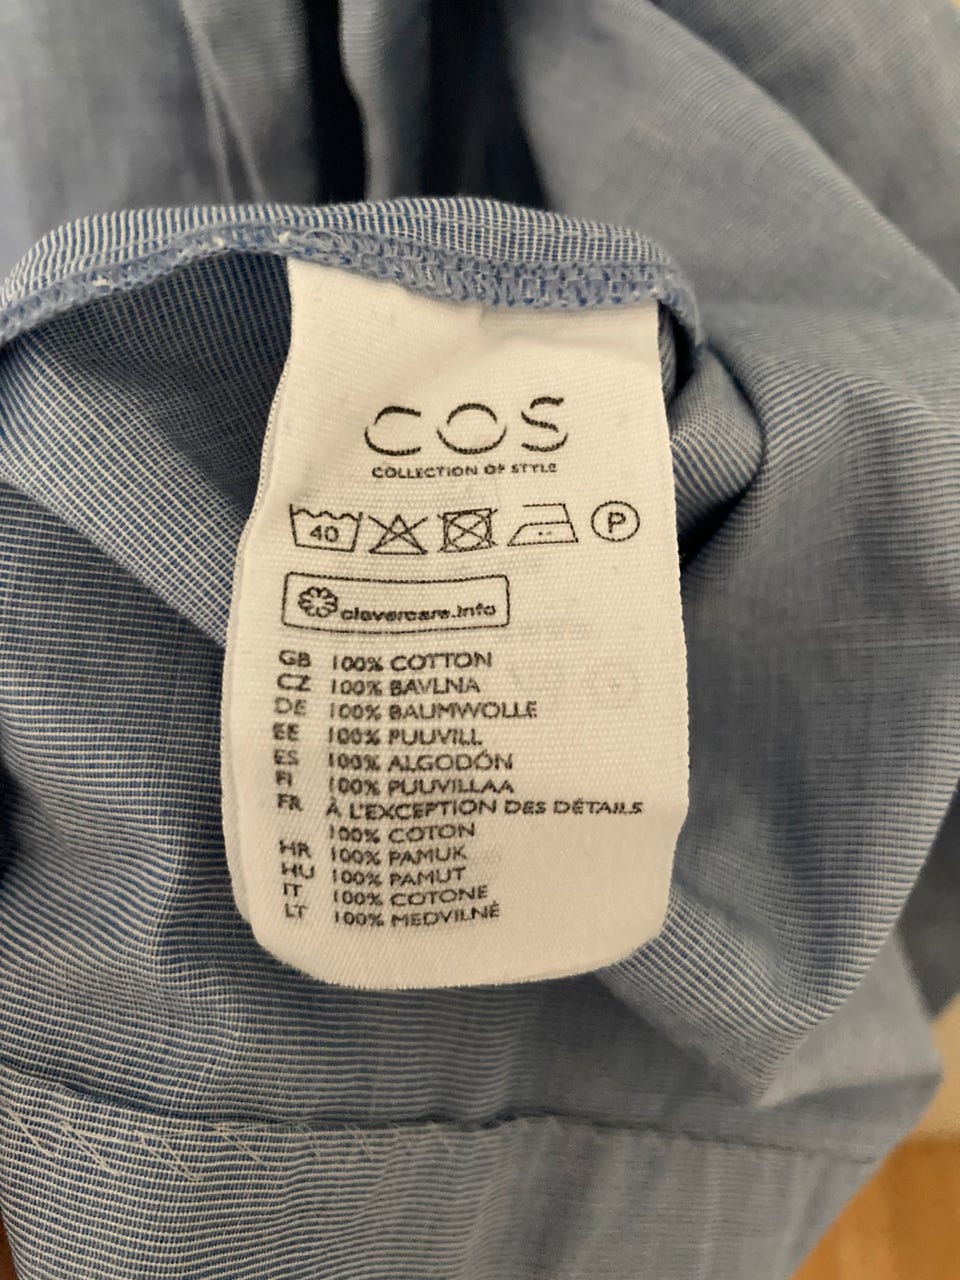 COS
COLLECTION OF STYLE
40 P
clevercare.info
GB 100% COTTON
CZ 100% BAVLNA
DE 100% BAUMWOLLE
EE 100% PUUVILL
ES 100% ALGODÓN
FI 100% PUUVILLAA
FR À L'EXCEPTION DES DÉTAILS
100% COTON
HR 100% PAMUK
HU 100% PAMUT
IT 100% COTONE
LT 100% MEDVILNĖ